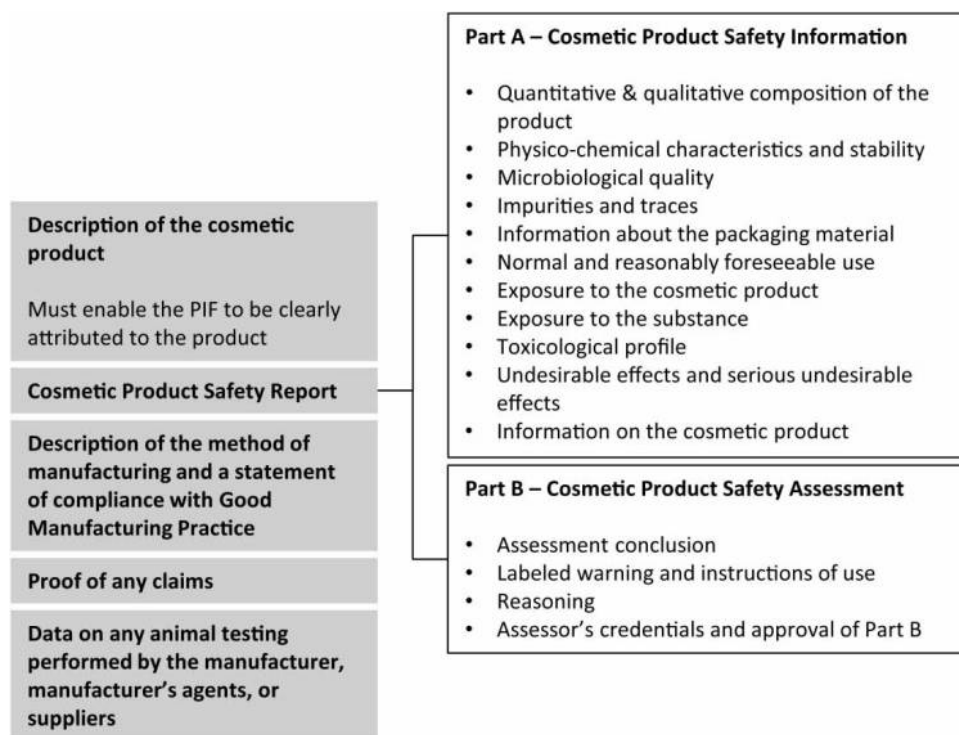 Description of the cosmetic
product
Must enable the PIF to be clearly
attributed to the product
Cosmetic Product Safety Report
Description of the method of
manufacturing and a statement
of compliance with Good
Manufacturing Practice
Proof of any claims
Data on any animal testing
performed by the manufacturer,
manufacturer's agents, or
suppliers
Part A – Cosmetic Product Safety Information
• Quantitative & qualitative composition of the
product
• Physico-chemical characteristics and stability
• Microbiological quality
• Impurities and traces
• Information about the packaging material
• Normal and reasonably foreseeable use
• Exposure to the cosmetic product
• Exposure to the substance
• Toxicological profile
• Undesirable effects and serious undesirable
effects
• Information on the cosmetic product
Part B – Cosmetic Product Safety Assessment
• Assessment conclusion
• Labeled warning and instructions of use
• Reasoning
• Assessor's credentials and approval of Part B